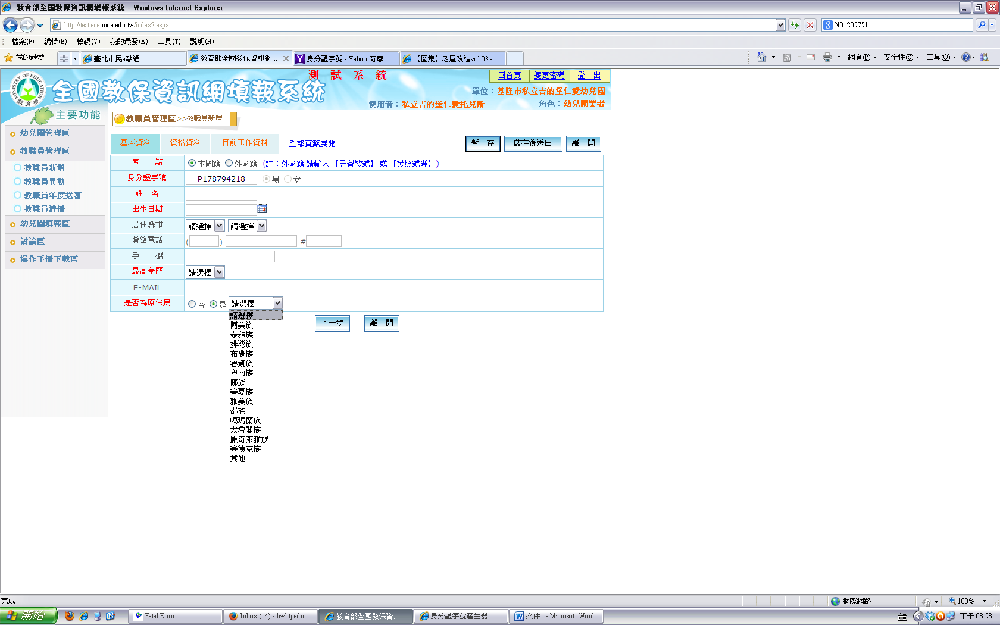 教育部全國教保資訊網填報系統 - Windows Internet Explorer
http://test.ece.moe.edu.tw/index2.aspx
N01205751
檔案(F) 編輯(E) 檢視(V) 我的最愛(A) 工具(T) 說明(H)
我的最愛
臺北市民e點通
教育部全國教保資訊網...
身分證字號 - Yahoo!奇摩 ...
【圖集】老屋改造vol.03 - ...
網頁(P) 安全性(S) 工具(O)
MINISTRY OF EDUCATION
教育部
全國教保資訊網填報系統
測 試 系 統
回首頁 變更密碼 登 出
單位：基隆市私立吉的堡仁愛幼兒園
使用者：私立吉的堡仁愛托兒所 角色：幼兒園業者
主要功能
幼兒園管理區
教職員管理區
教職員新增
教職員異動
教職員年度送審
教職員清冊
幼兒園填報區
討論區
操作手冊下載區
教職員管理區>>教職員新增
基本資料 資格資料 目前工作資料 全部頁籤展開
暫 存 儲存後送出 離 開
國 籍 本國籍 外國籍 (註：外國籍 請輸入 【居留證號】 或 【護照號碼】 )
身分證字號 P178794218 男 女
姓 名
出生日期
居住縣市 請選擇 請選擇
聯絡電話 ( ) #
手 機
最高學歷 請選擇
E-MAIL
是否為原住民 否 是 請選擇
請選擇
阿美族
泰雅族
排灣族
布農族
魯凱族
卑南族
鄒族
賽夏族
雅美族
邵族
噶瑪蘭族
太魯閣族
撒奇萊雅族
賽德克族
其他
下一步 離 開
完成
網際網路
100%
開始
Fatal Error!
Inbox (14) - hwl.tpedu...
教育部全國教保資...
身分證字號產生器...
文件1 - Microsoft Word
下午 08:58